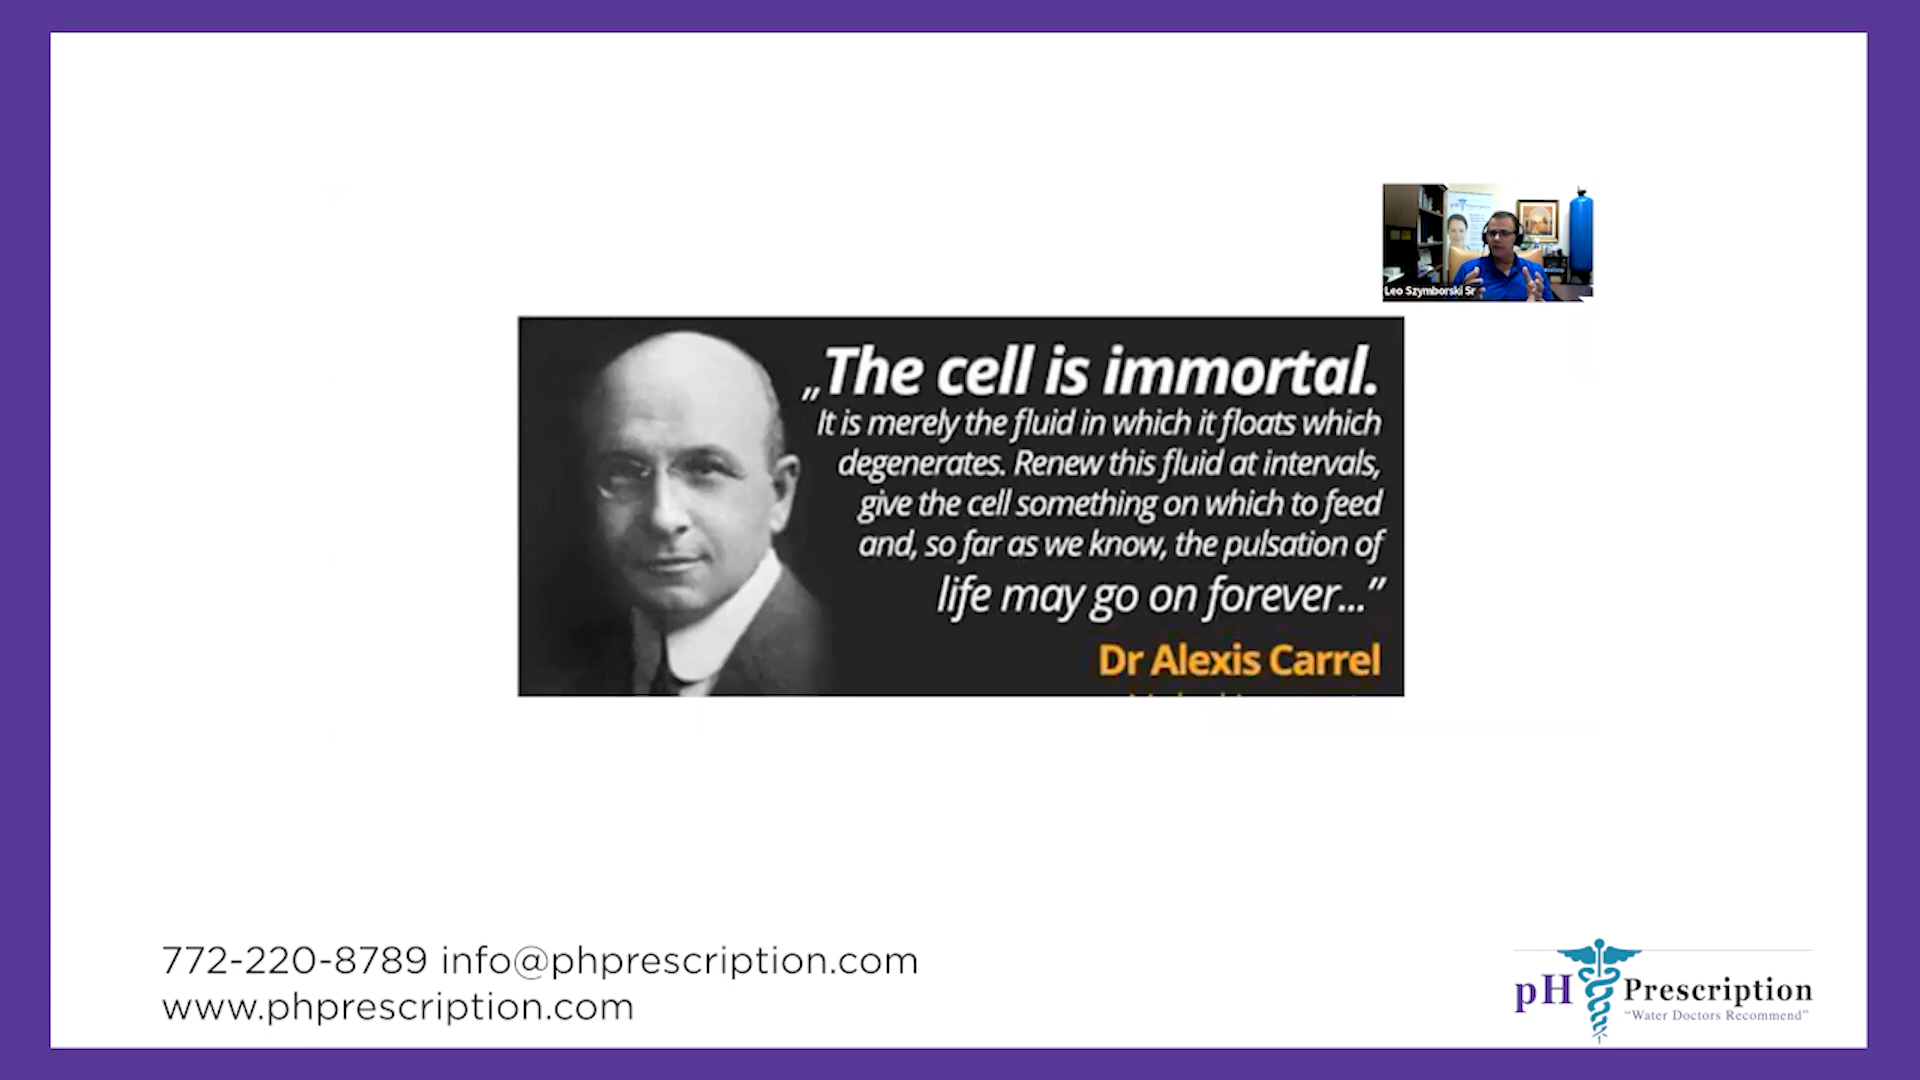 Leo Szymborski Sr
„The cell is immortal.
It is merely the fluid in which it floats which
degenerates. Renew this fluid at intervals,
give the cell something on which to feed
and, so far as we know, the pulsation of
life may go on forever...”
Dr Alexis Carrel
772-220-8789 info@phprescription.com
www.phprescription.com
pH Prescription
“Water Doctors Recommend”